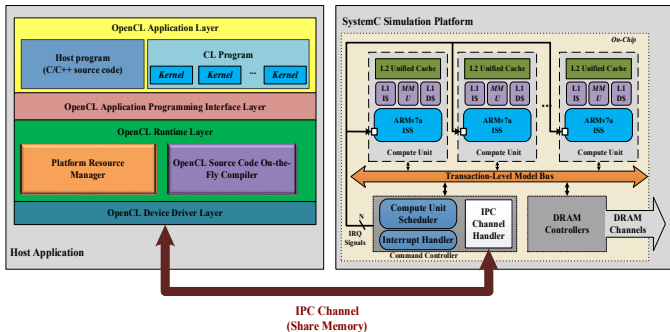 OpenCL Application Layer
Host program
(C/C++ source code)
CL Program
Kernel
Kernel
...
Kernel
OpenCL Application Programming Interface Layer
OpenCL Runtime Layer
Platform Resource
Manager
OpenCL Source Code On-the-
Fly Compiler
OpenCL Device Driver Layer
Host Application
SystemC Simulation Platform
On-Chip
L2 Unified Cache
L1
IS
MM
U
L1
DS
ARMv7a
ISS
Compute Unit
L2 Unified Cache
L1
IS
MM
U
L1
DS
ARMv7a
ISS
Compute Unit
...
L2 Unified Cache
L1
IS
MM
U
L1
DS
ARMv7a
ISS
Compute Unit
Transaction-Level Model Bus
N
IRQ
Signals
Compute Unit
Scheduler
Interrupt Handler
IPC
Channel
Handler
Command Controller
DRAM
Controllers
DRAM
Channels
IPC Channel
(Share Memory)